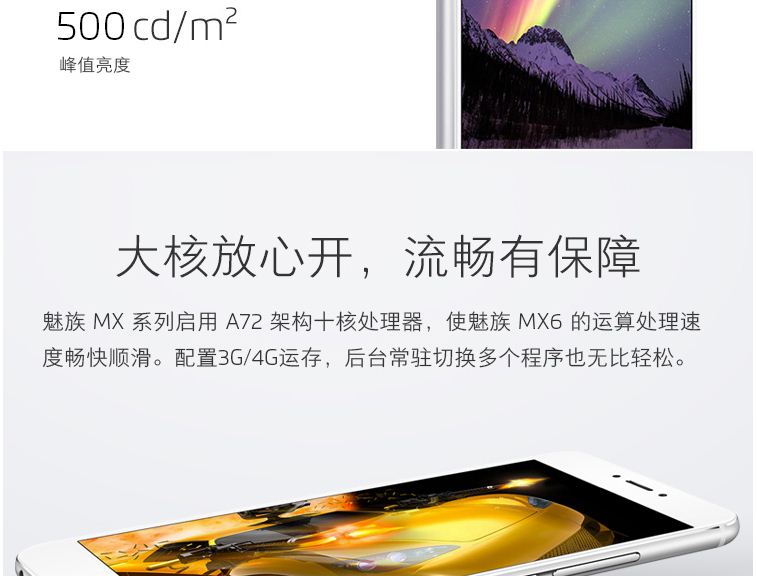 500 cd/m²
峰值亮度
大核放心开，流畅有保障
魅族 MX 系列启用 A72 架构十核处理器，使魅族 MX6 的运算处理速
度畅快顺滑。配置3G/4G运存，后台常驻切换多个程序也无比轻松。